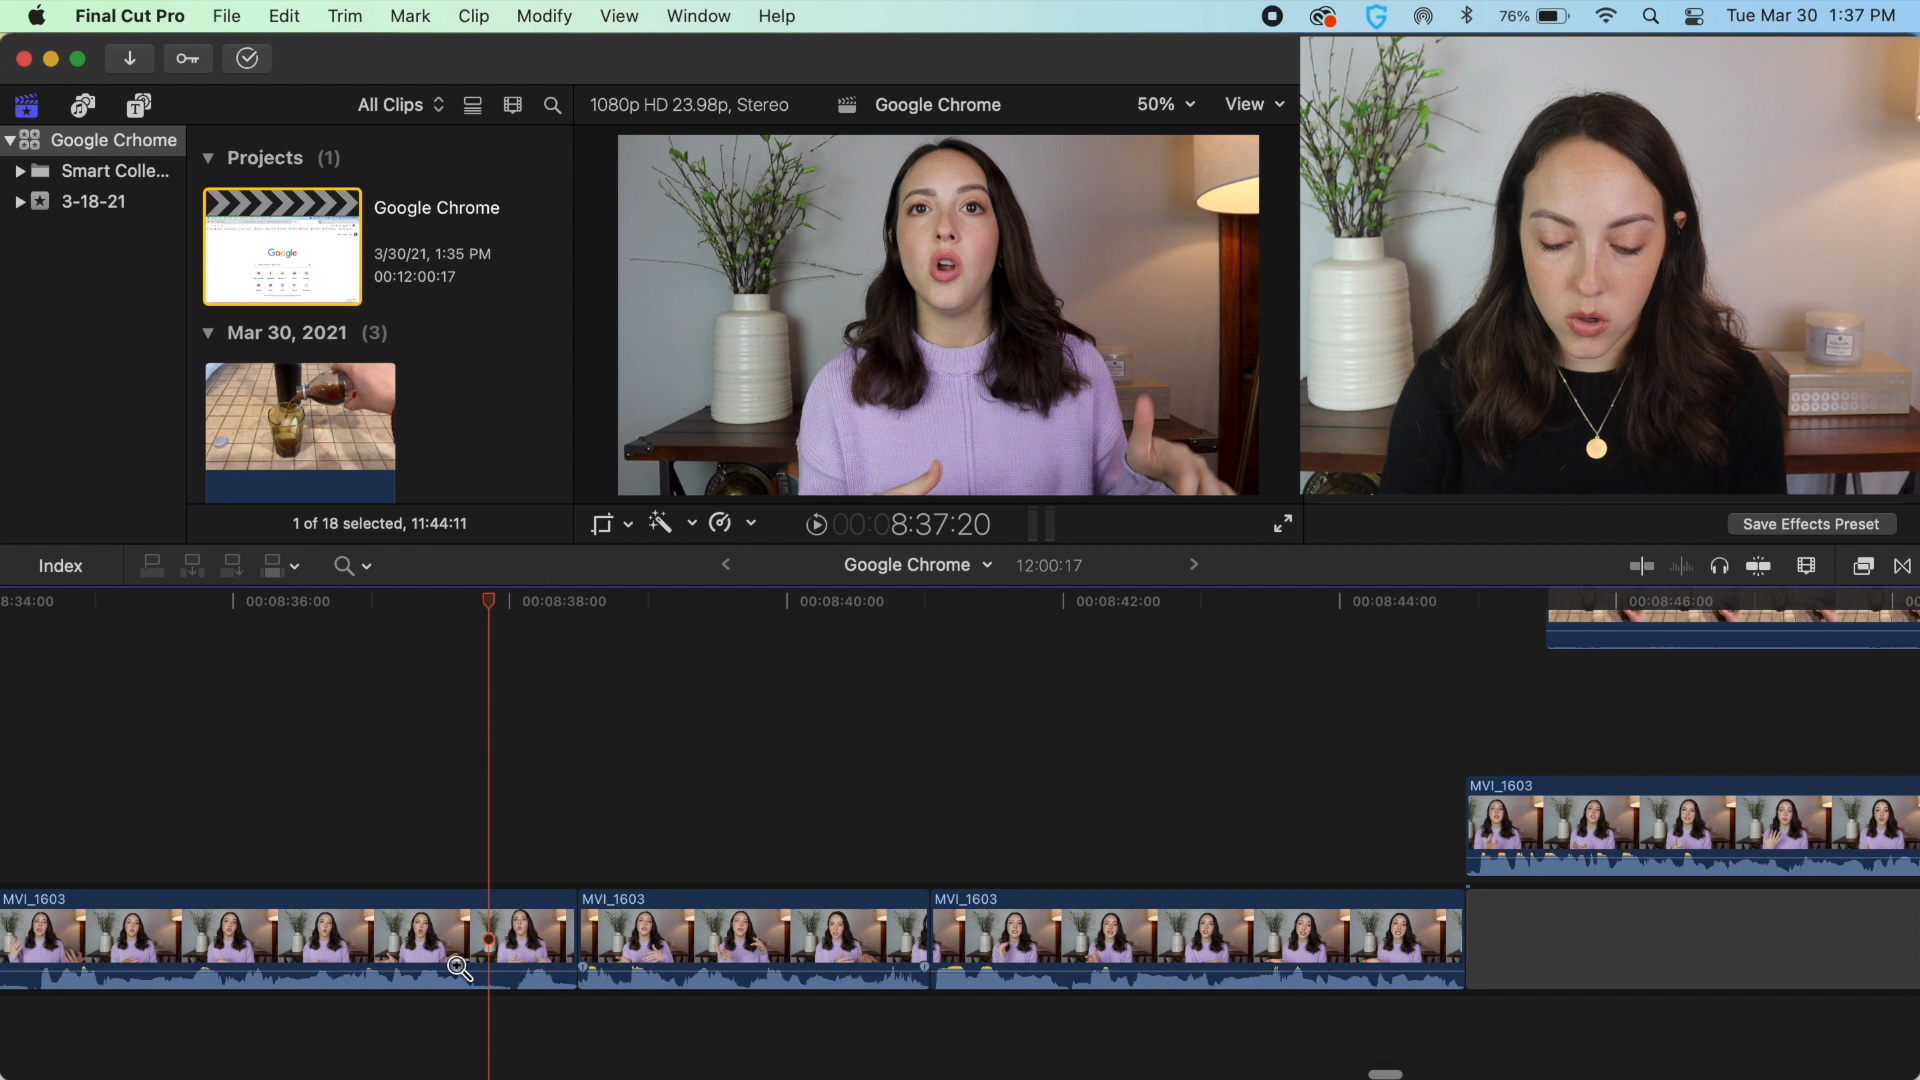 Final Cut Pro File Edit Trim Mark Clip Modify View Window Help 76% Tue Mar 30 1:37 PM
All Clips 1080p HD 23.98p, Stereo Google Chrome 50% View
Google Crhome
Smart Colle...
3-18-21
Projects (1)
Google Chrome
3/30/21, 1:35 PM
00:12:00:17
Google
Mar 30, 2021 (3)
1 of 18 selected, 11:44:11
00:08:37:20
Save Effects Preset
Index Google Chrome 12:00:17
8:34:00 00:08:36:00 00:08:38:00 00:08:40:00 00:08:42:00 00:08:44:00 00:08:46:00 00
MVI_1603
MVI_1603 MVI_1603 MVI_1603